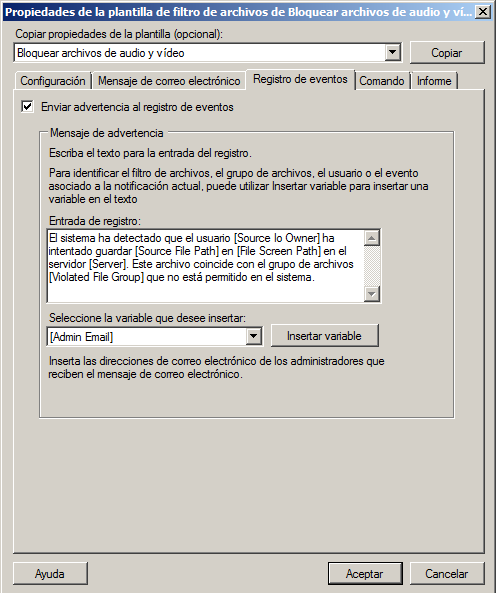 Propiedades de la plantilla de filtro de archivos de Bloquear archivos de audio y ví...
Copiar propiedades de la plantilla (opcional):
Bloquear archivos de audio y vídeo
Copiar
Configuración
Mensaje de correo electrónico
Registro de eventos
Comando
Informe
Enviar advertencia al registro de eventos
Mensaje de advertencia
Escriba el texto para la entrada del registro.
Para identificar el filtro de archivos, el grupo de archivos, el usuario o el evento
asociado a la notificación actual, puede utilizar Insertar variable para insertar una
variable en el texto
Entrada de registro:
El sistema ha detectado que el usuario [Source Io Owner] ha
intentado guardar [Source File Path] en [File Screen Path] en el
servidor [Server]. Este archivo coincide con el grupo de archivos
[Violated File Group] que no está permitido en el sistema.
Seleccione la variable que desee insertar:
[Admin Email]
Insertar variable
Inserta las direcciones de correo electrónico de los administradores que
reciben el mensaje de correo electrónico.
Ayuda
Aceptar
Cancelar